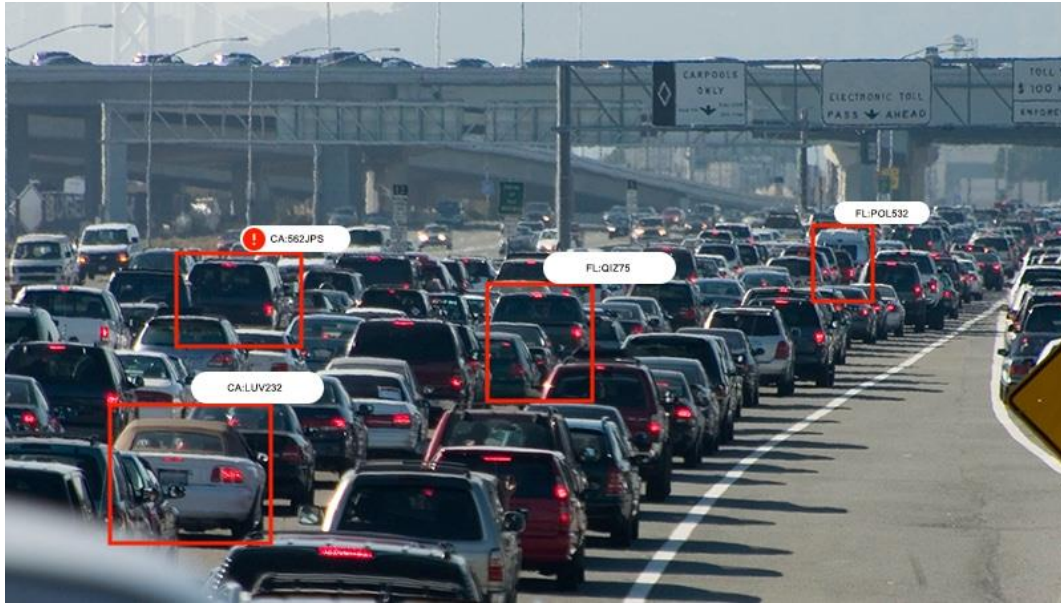 CARPOOLS
ONLY
ELECTRONIC TOLL
PASS AHEAD
TOLL
$ 100
ENFORCE
FL:POL532
! CA:562JPS
FL:QIZ75
CA:LUV232